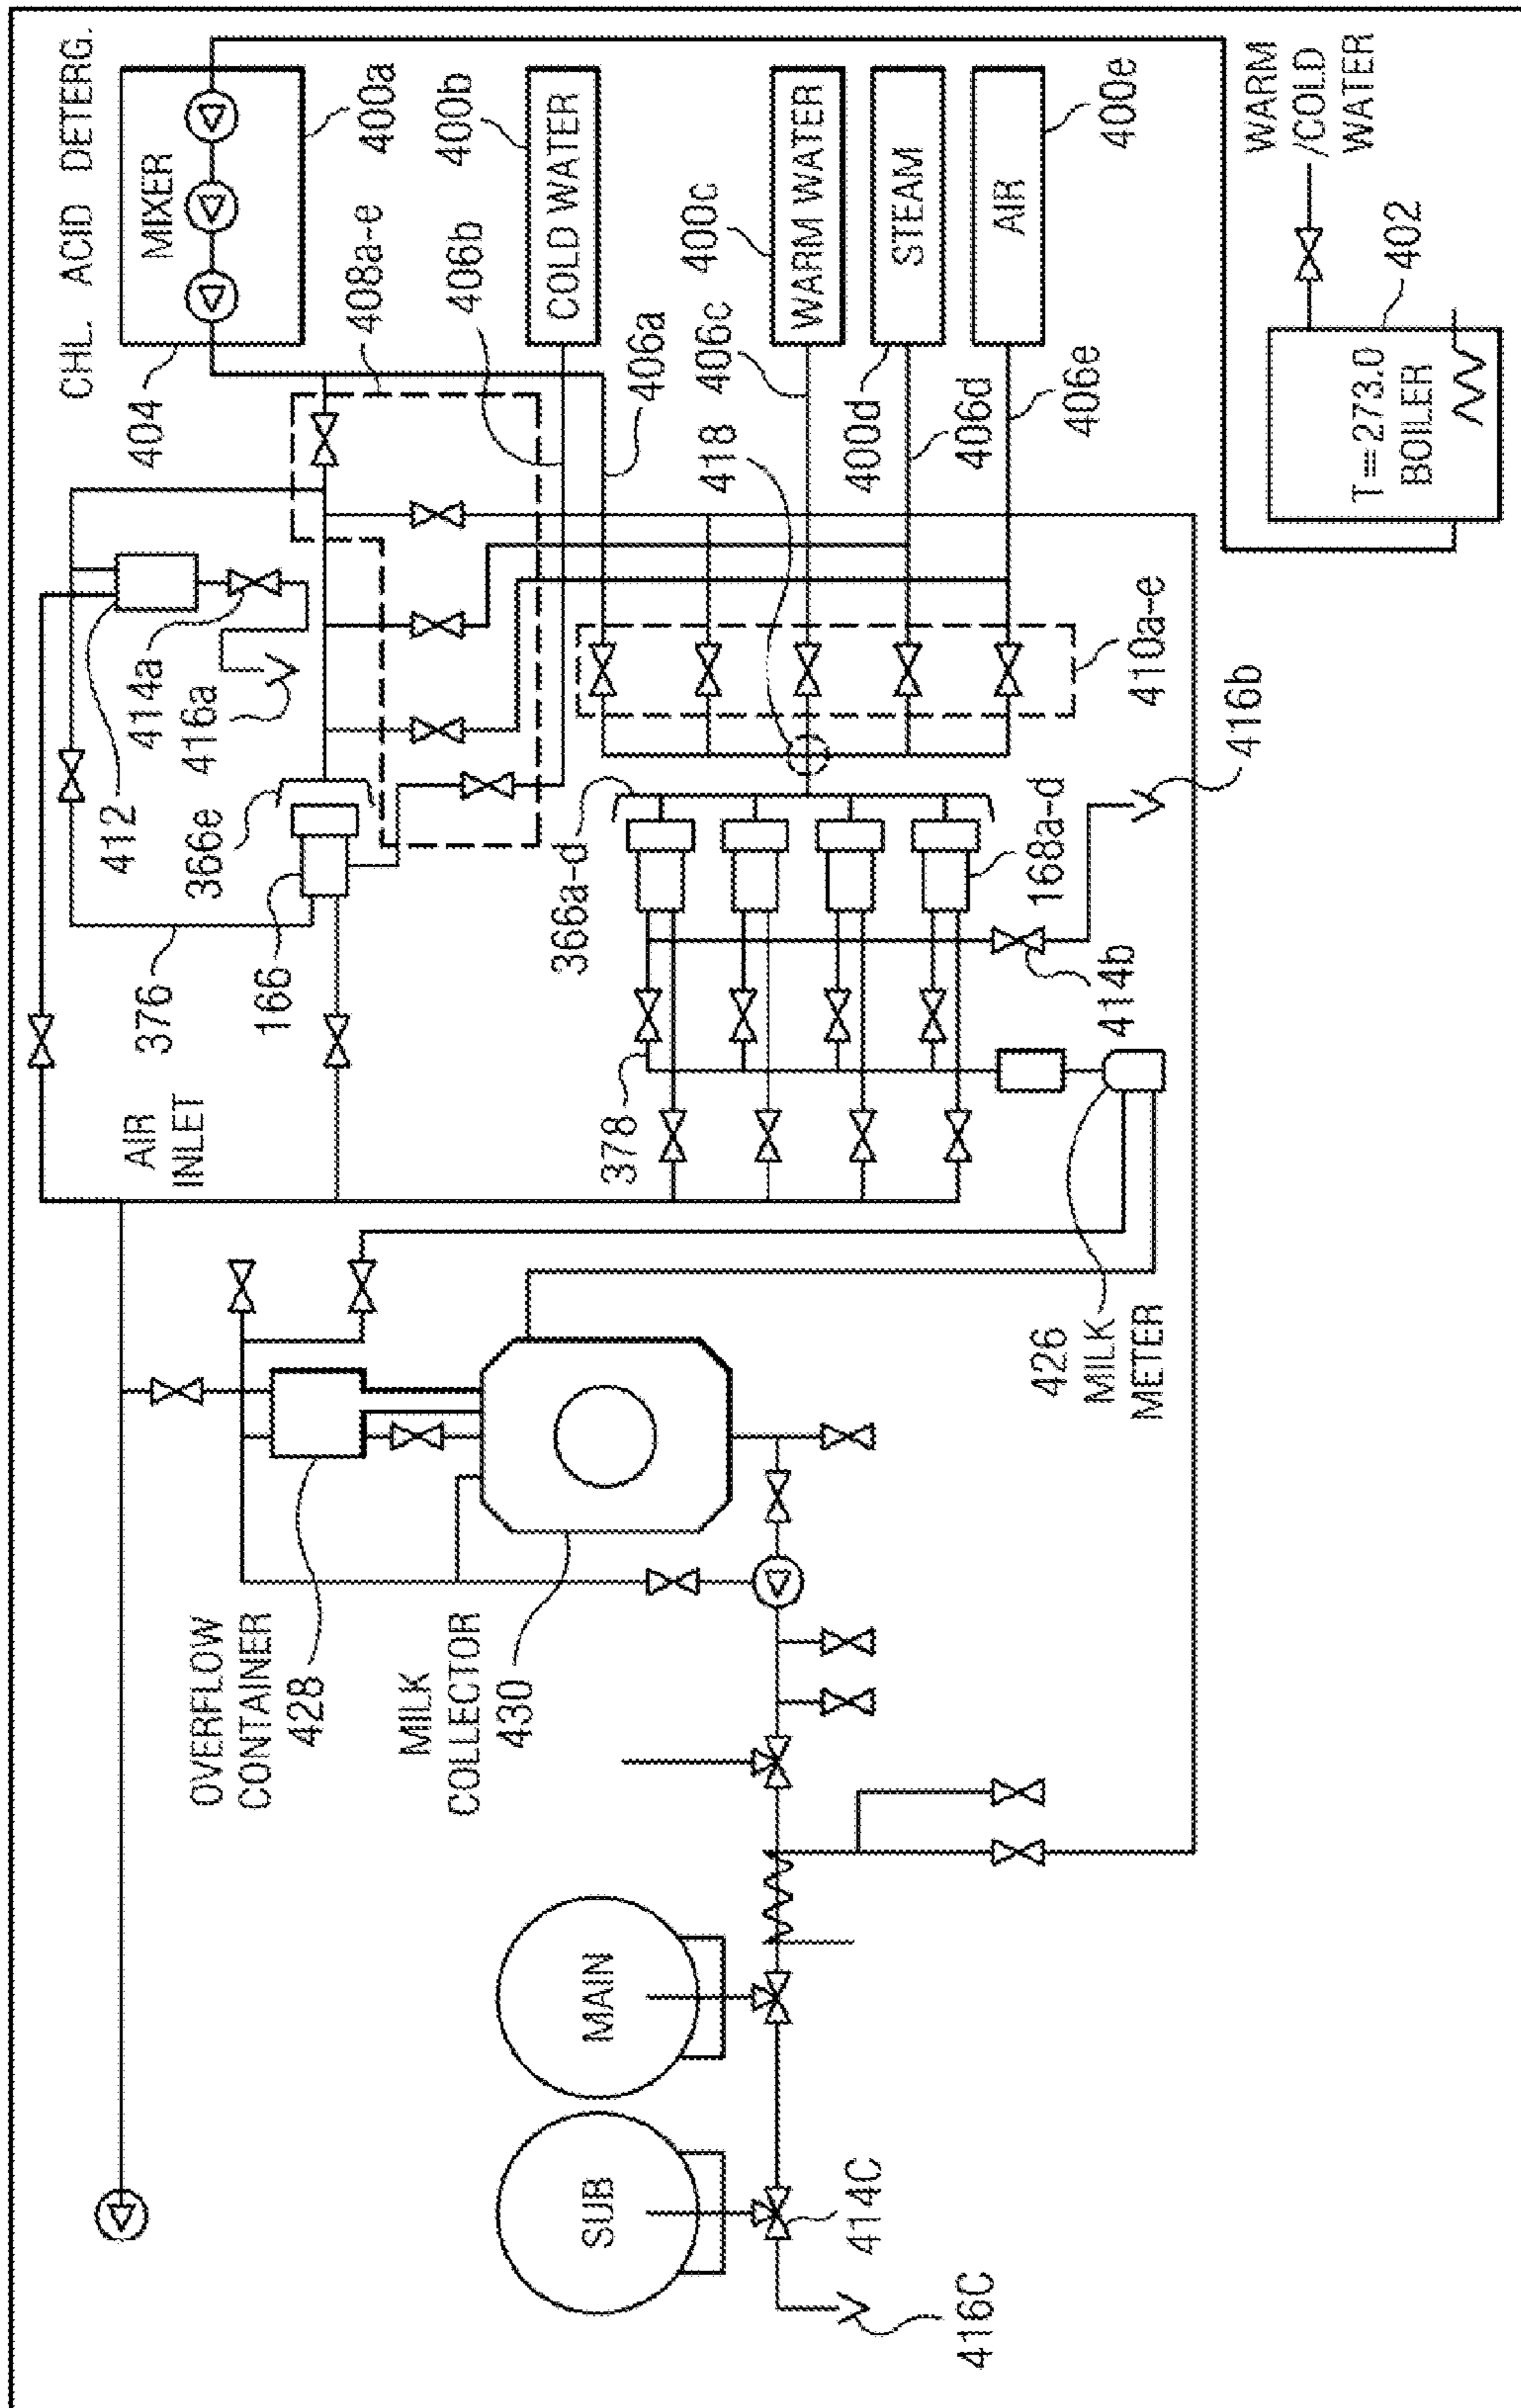 CHL. ACID DETERG.
404
MIXER
400a
408a-e
406b
400b
COLD WATER
406a
418
406c
400c
WARM WATER
400d
STEAM
406d
AIR
406e
400e
WARM
/COLD
WATER
402
T=273.0
BOILER
412
414a
416a
366e
376
166
366a-d
168a-d
410a-e
416b
414b
378
AIR
INLET
426
MILK
METER
OVERFLOW
CONTAINER
428
MILK
COLLECTOR
430
MAIN
SUB
414C
416C